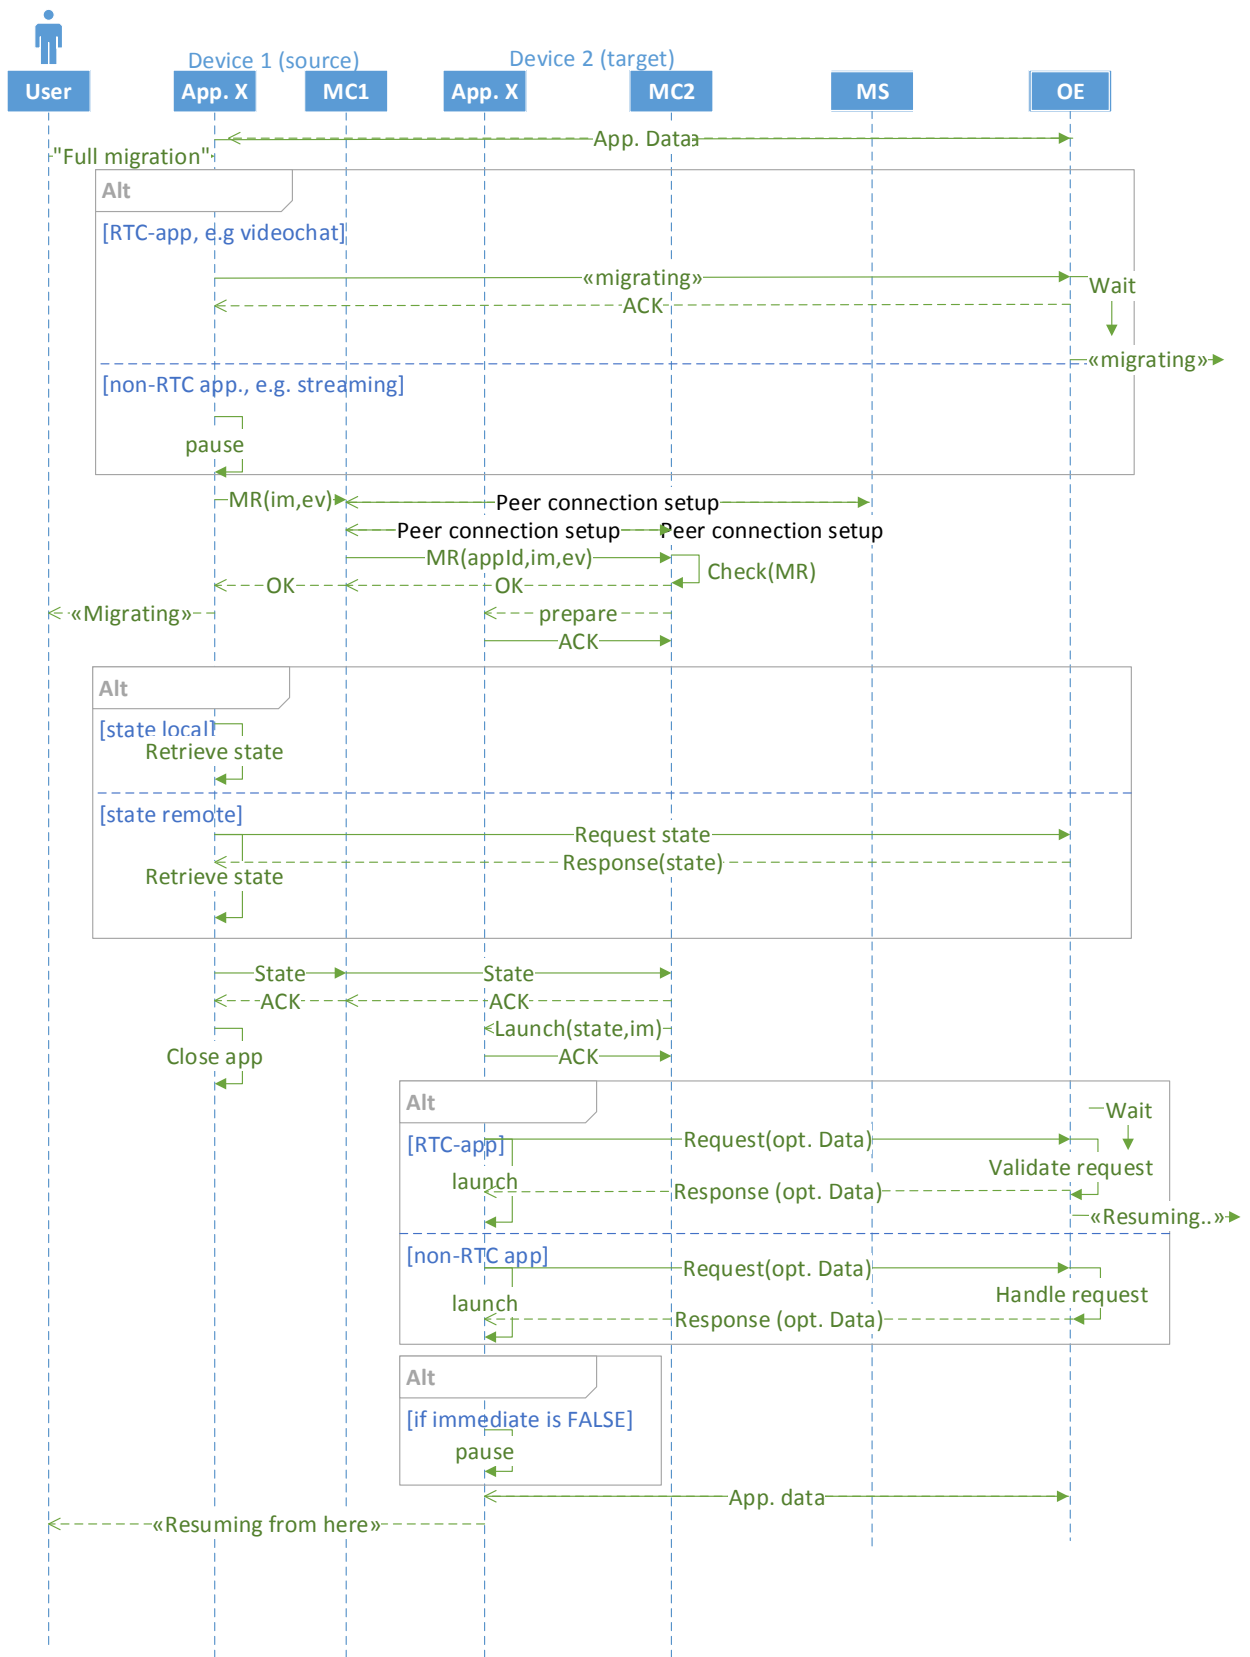 Device 1 (source)
Device 2 (target)
User
App. X
MC1
App. X
MC2
MS
OE
App. Data
"Full migration"
Alt
[RTC-app, e.g videochat]
«migrating»
Wait
ACK
«migrating»
[non-RTC app., e.g. streaming]
pause
MR(im,ev)
Peer connection setup
Peer connection setup
Peer connection setup
MR(appId,im,ev)
Check(MR)
OK
OK
«Migrating»
prepare
ACK
Alt
[state local]
Retrieve state
[state remote]
Request state
Response(state)
Retrieve state
State
State
ACK
ACK
Launch(state,im)
Close app
ACK
Alt
Wait
[RTC-app]
Request(opt. Data)
Validate request
launch
Response (opt. Data)
«Resuming..»
[non-RTC app]
Request(opt. Data)
Handle request
launch
Response (opt. Data)
Alt
[if immediate is FALSE]
pause
App. data
«Resuming from here»